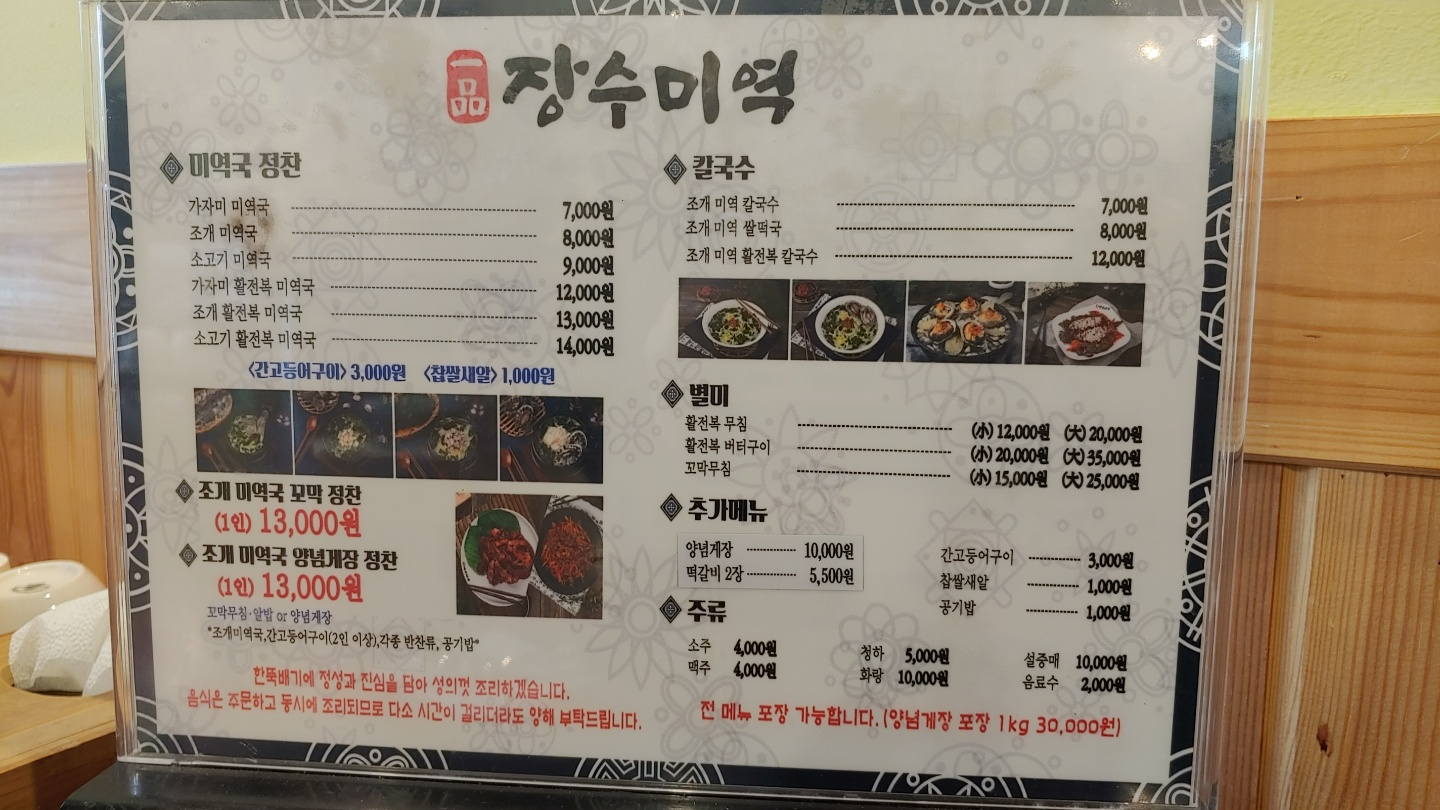 一品 장수미역
미역국 정찬
가자미 미역국 7,000원
조개 미역국 8,000원
소고기 미역국 9,000원
가자미 활전복 미역국 12,000원
조개 활전복 미역국 13,000원
소고기 활전복 미역국 14,000원
<간고등어구이> 3,000원 <찹쌀새알> 1,000원
조개 미역국 꼬막 정찬
(1인) 13,000원
조개 미역국 양념게장 정찬
(1인) 13,000원
꼬막무침·알밥 or 양념게장
*조개미역국,간고등어구이(2인 이상),각종 반찬류, 공기밥*
한뚝배기에 정성과 진심을 담아 성의껏 조리하겠습니다.
음식은 주문하고 동시에 조리되므로 다소 시간이 걸리더라도 양해 부탁드립니다.
칼국수
조개 미역 칼국수 7,000원
조개 미역 쌀떡국 8,000원
조개 미역 활전복 칼국수 12,000원
별미
활전복 무침 (小) 12,000원 (大) 20,000원
활전복 버터구이 (小) 20,000원 (大) 35,000원
꼬막무침 (小) 15,000원 (大) 25,000원
추가메뉴
양념게장 10,000원
떡갈비 2장 5,500원
간고등어구이 3,000원
찹쌀새알 1,000원
공기밥 1,000원
주류
소주 4,000원 청하 5,000원 설중매 10,000원
맥주 4,000원 화랑 10,000원 음료수 2,000원
전 메뉴 포장 가능합니다.(양념게장 포장 1kg 30,000원)